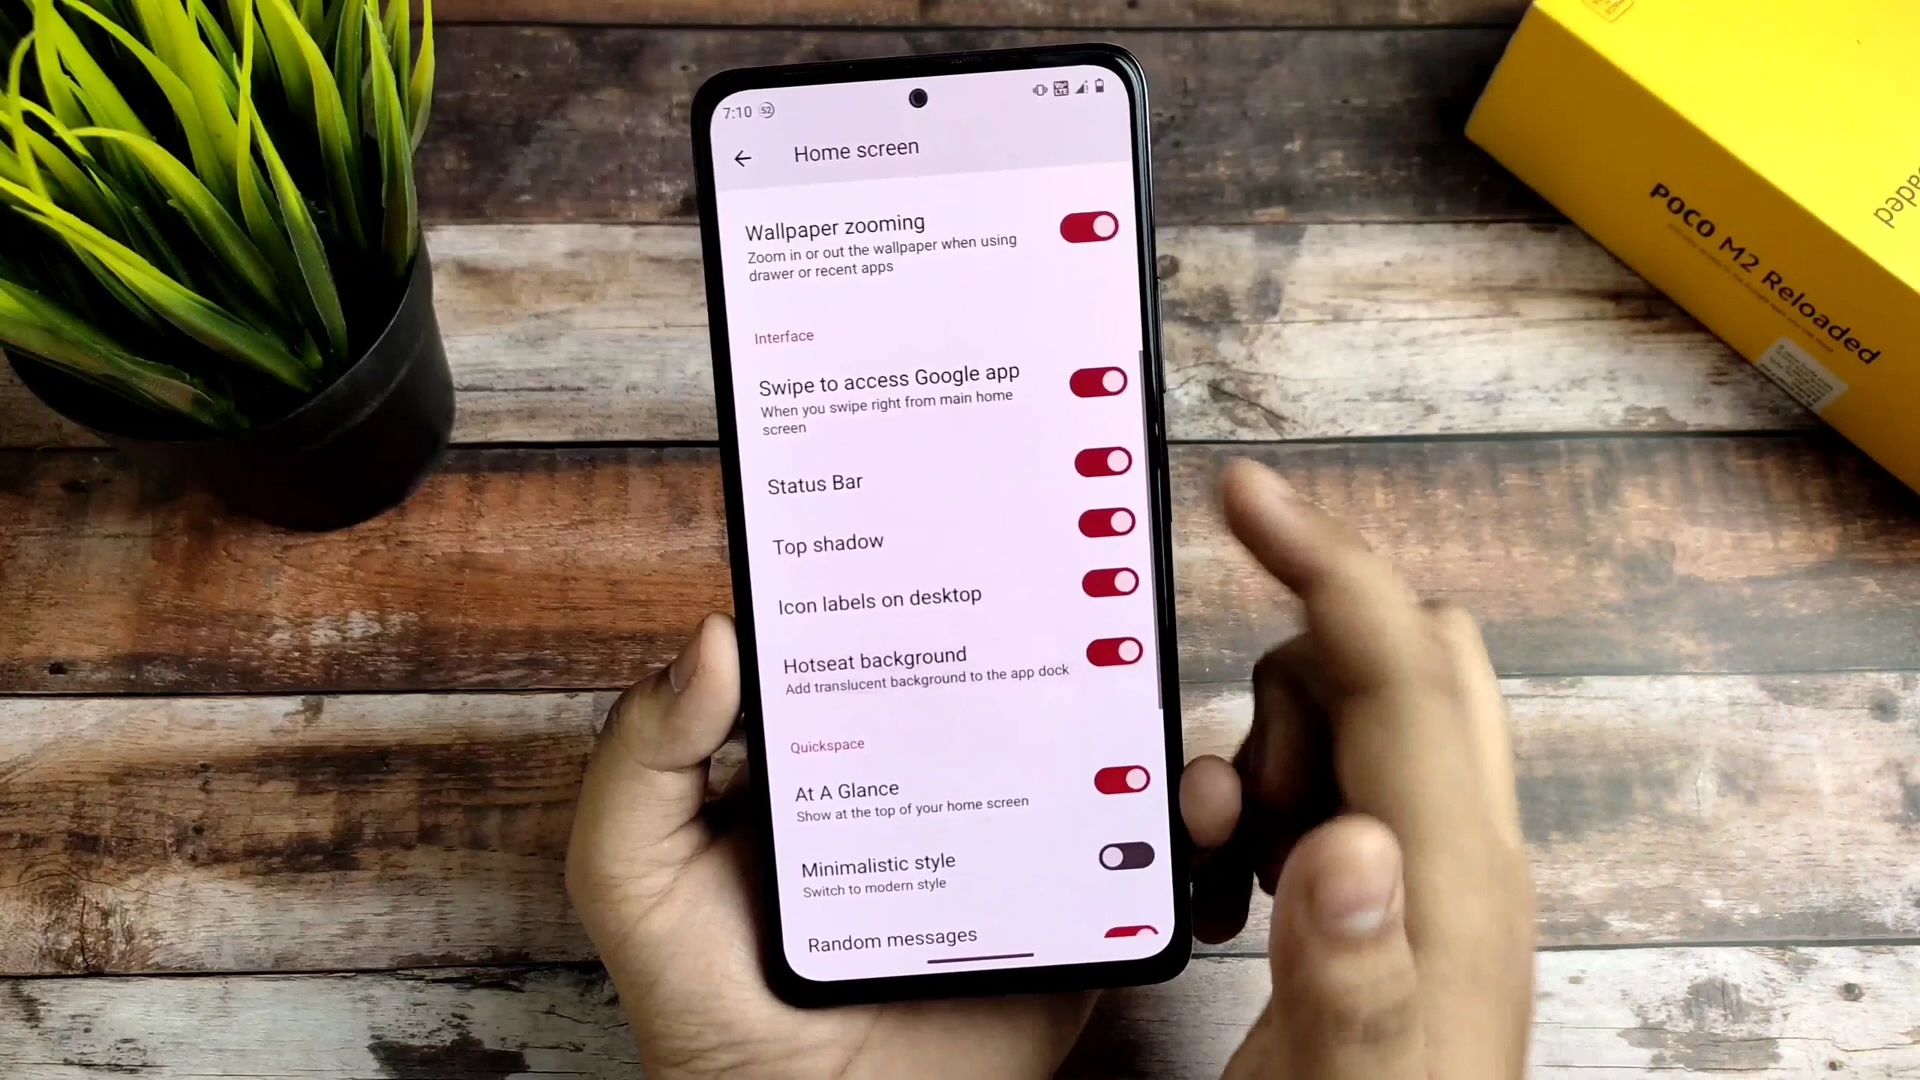 7:10
52
Home screen
Wallpaper zooming
Zoom in or out the wallpaper when using
drawer or recent apps
Interface
Swipe to access Google app
When you swipe right from main home
screen
Status Bar
Top shadow
Icon labels on desktop
Hotseat background
Add translucent background to the app dock
Quickspace
At A Glance
Show at the top of your home screen
Minimalistic style
Switch to modern style
Random messages
POCO M2 Reloaded